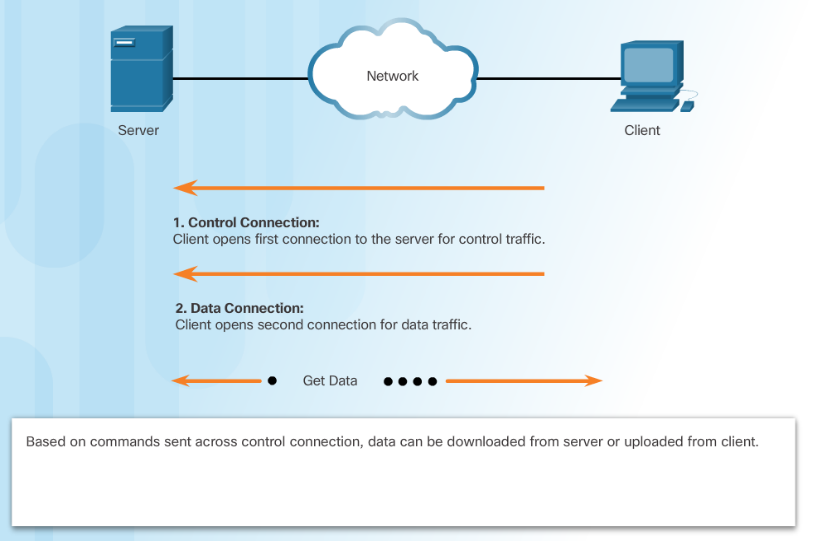 Network
Server
Client
1. Control Connection:
Client opens first connection to the server for control traffic.
2. Data Connection:
Client opens second connection for data traffic.
Get Data
Based on commands sent across control connection, data can be downloaded from server or uploaded from client.